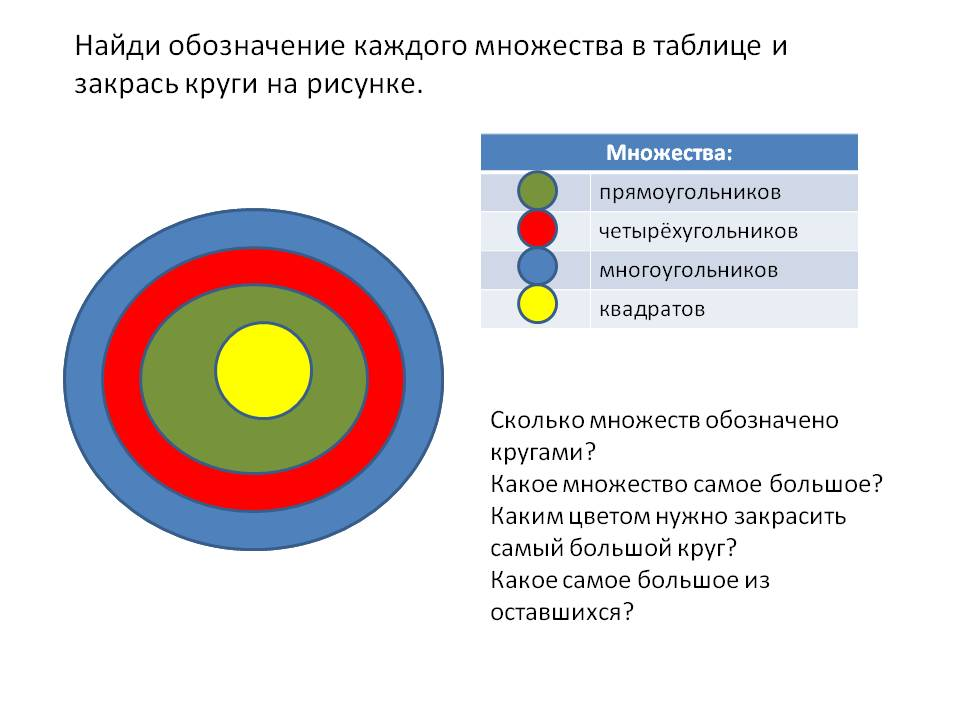 Найди обозначение каждого множества в таблице и
закрась круги на рисунке.
Множества:
прямоугольников
четырёхугольников
многоугольников
квадратов
Сколько множеств обозначено
кругами?
Какое множество самое большое?
Каким цветом нужно закрасить
самый большой круг?
Какое самое большое из
оставшихся?